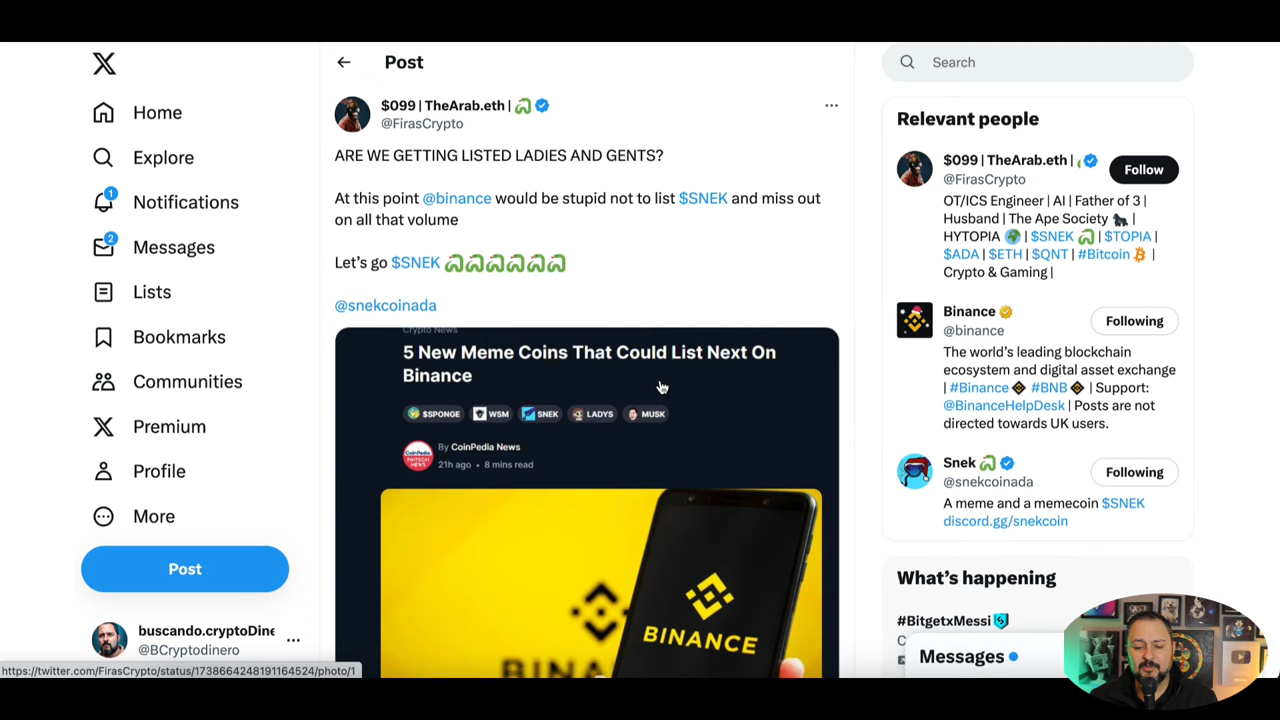 Home
Explore
1
Notifications
2
Messages
Lists
Bookmarks
Communities
Premium
Profile
More
Post
buscando.cryptoDine
@BCryptodinero
https://twitter.com/FirasCrypto/status/1738664248191164524/photo/1
Post
$099 | TheArab.eth |
@FirasCrypto
ARE WE GETTING LISTED LADIES AND GENTS?
At this point @binance would be stupid not to list $SNEK and miss out
on all that volume
Let's go $SNEK
@snekcoinada
Crypto News
5 New Meme Coins That Could List Next On
Binance
$SPONGE WSM SNEK LADYS MUSK
By CoinPedia News
21h ago • 8 mins read
BINANCE
Search
Relevant people
$099 | TheArab.eth |
@FirasCrypto
Follow
OT/ICS Engineer | AI | Father of 3 |
Husband | The Ape Society |
HYTOPIA | $SNEK | $TOPIA |
$ADA | $ETH | $QNT | #Bitcoin |
Crypto & Gaming |
Binance
@binance
Following
The world's leading blockchain
ecosystem and digital asset exchange
| #Binance | #BNB | Support:
@BinanceHelpDesk | Posts are not
directed towards UK users.
Snek
@snekcoinada
Following
A meme and a memecoin $SNEK
discord.gg/snekcoin
What's happening
#BitgetxMessi
Messages